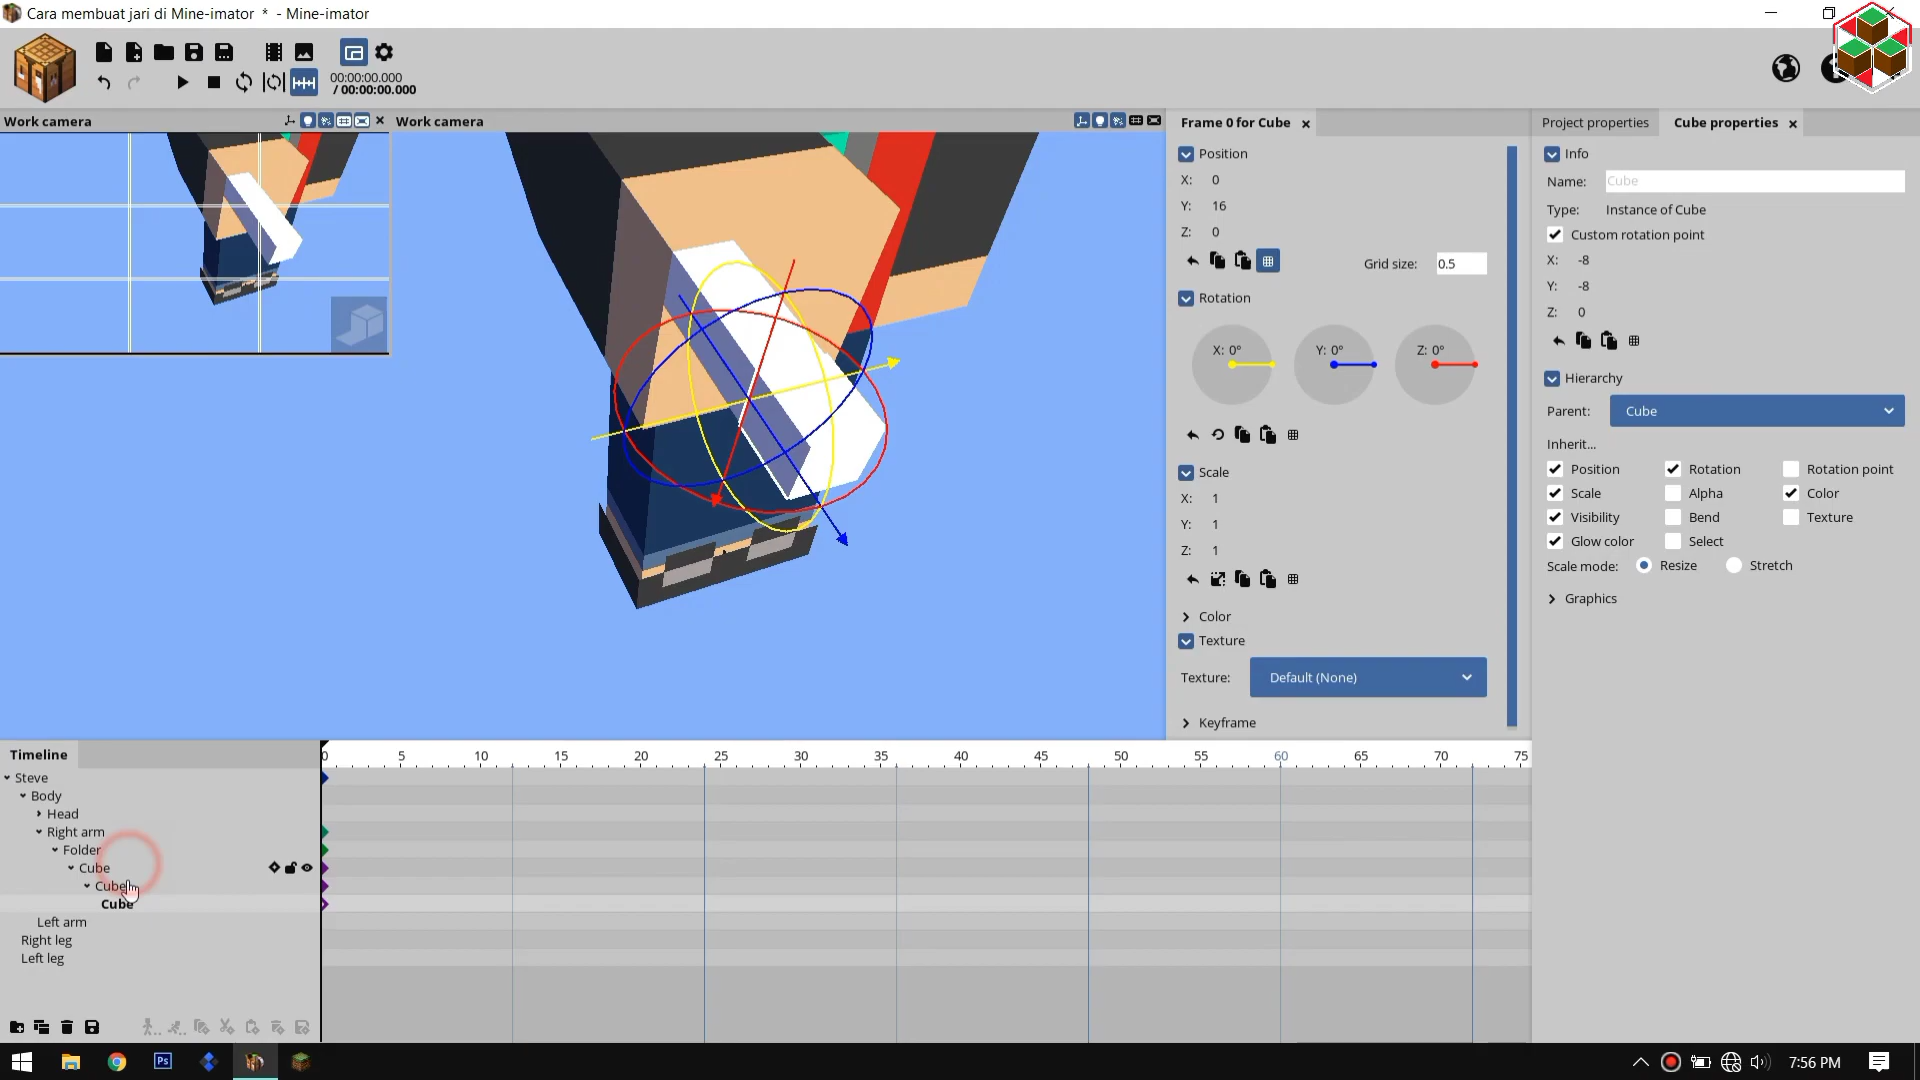 Cara membuat jari di Mine-imator * - Mine-imator
00:00:00.000
/ 00:00:00.000
Work camera
Work camera
Frame 0 for Cube
Position
X: 0
Y: 16
Z: 0
Grid size: 0.5
Rotation
X: 0° Y: 0° Z: 0°
Scale
X: 1
Y: 1
Z: 1
Color
Texture
Texture: Default (None)
Keyframe
Project properties Cube properties
Info
Name: Cube
Type: Instance of Cube
Custom rotation point
X: -8
Y: -8
Z: 0
Hierarchy
Parent: Cube
Inherit...
Position Rotation Rotation point
Scale Alpha Color
Visibility Bend Texture
Glow color Select
Scale mode: Resize Stretch
Graphics
Timeline
0 5 10 15 20 25 30 35 40 45 50 55 60 65 70 75
Steve
Body
Head
Right arm
Folder
Cube
Cube
Cube
Left arm
Right leg
Left leg
Ps
7:56 PM